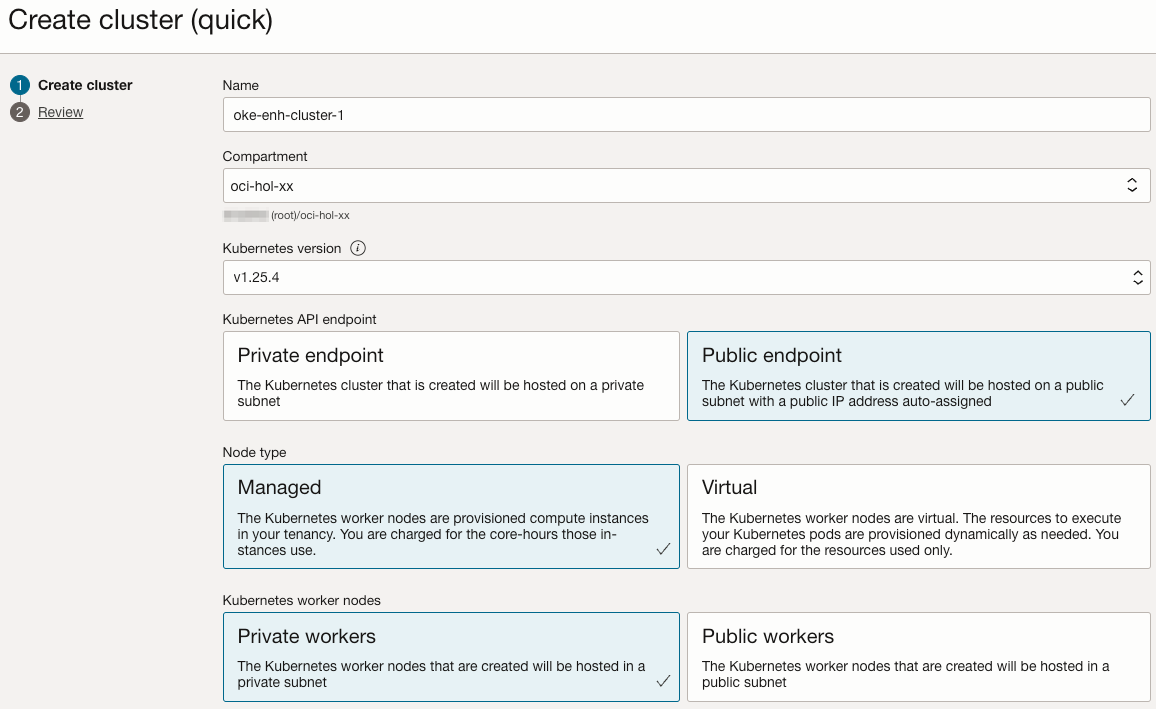 Create cluster (quick)
1 Create cluster
2 Review
Name
oke-enh-cluster-1
Compartment
oci-hol-xx
(root)/oci-hol-xx
Kubernetes version i
v1.25.4
Kubernetes API endpoint
Private endpoint
The Kubernetes cluster that is created will be hosted on a private
subnet
Public endpoint
The Kubernetes cluster that is created will be hosted on a public
subnet with a public IP address auto-assigned
Node type
Managed
The Kubernetes worker nodes are provisioned compute instances
in your tenancy. You are charged for the core-hours those in-
stances use.
Virtual
The Kubernetes worker nodes are virtual. The resources to execute
your Kubernetes pods are provisioned dynamically as needed. You
are charged for the resources used only.
Kubernetes worker nodes
Private workers
The Kubernetes worker nodes that are created will be hosted in a
private subnet
Public workers
The Kubernetes worker nodes that are created will be hosted in a
public subnet